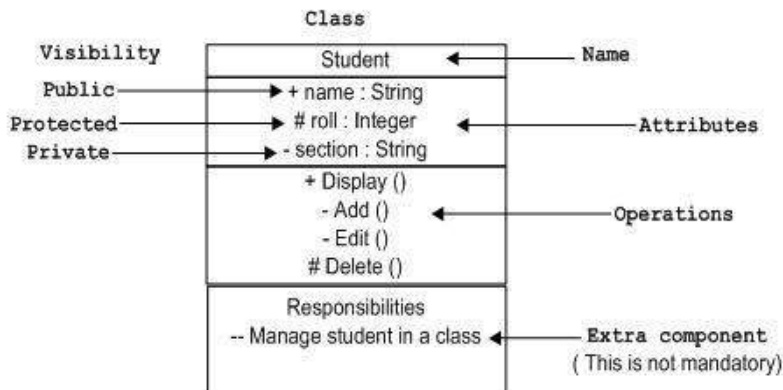 Class
Visibility
Student
Name
Public
+ name : String
Protected
# roll : Integer
Attributes
Private
- section : String
+ Display ()
- Add ()
Operations
- Edit ()
# Delete ()
Responsibilities
-- Manage student in a class
Extra component
( This is not mandatory)